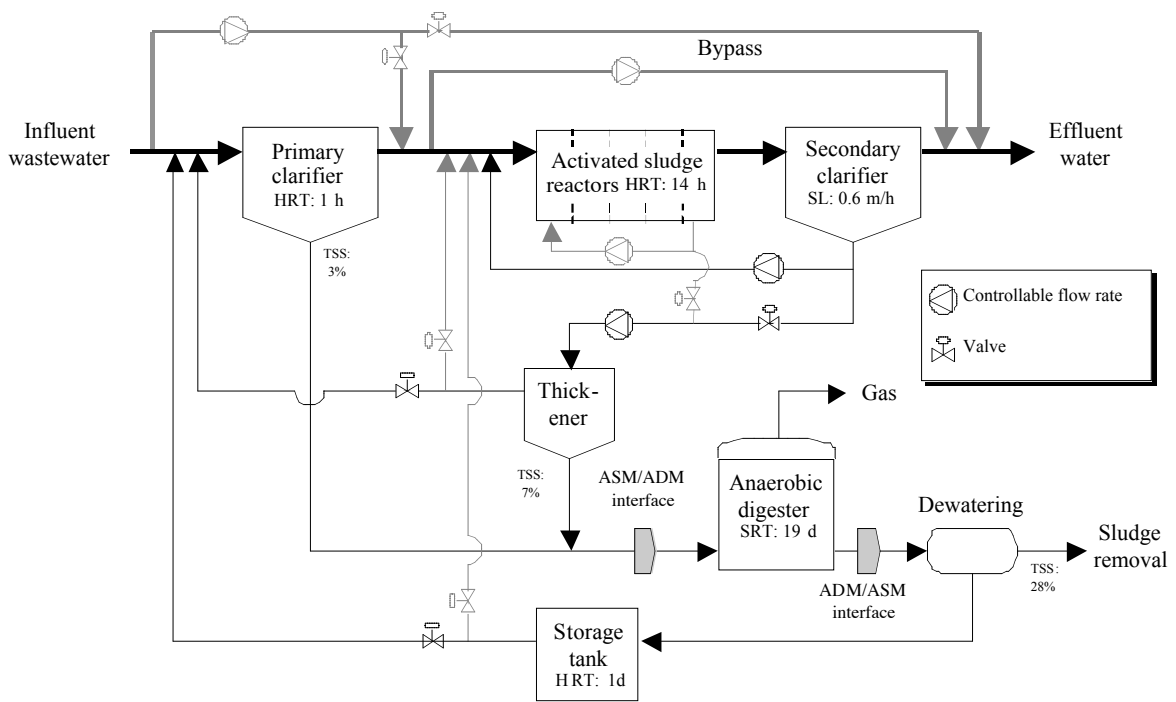 Bypass
Influent
wastewater
Primary
clarifier
HRT: 1 h
Activated sludge
reactors HRT: 14 h
Secondary
clarifier
SL: 0.6 m/h
Effluent
water
TSS:
3%
Controllable flow rate
Valve
Thick-
ener
Gas
TSS:
7%
ASM/ADM
interface
Anaerobic
digester
SRT: 19 d
Dewatering
Sludge
removal
TSS:
28%
ADM/ASM
interface
Storage
tank
HRT: 1d